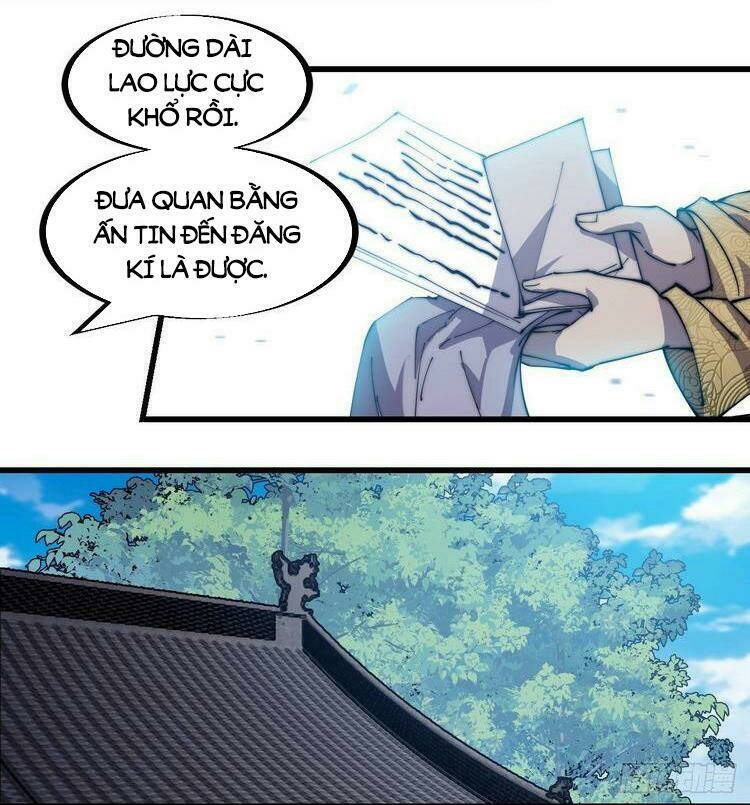 ĐƯỜNG DÀI
LAO LỰC CỰC
KHỔ RỒI.
ĐƯA QUAN BẰNG
ẤN TIN ĐẾN ĐĂNG
KÍ LÀ ĐƯỢC.